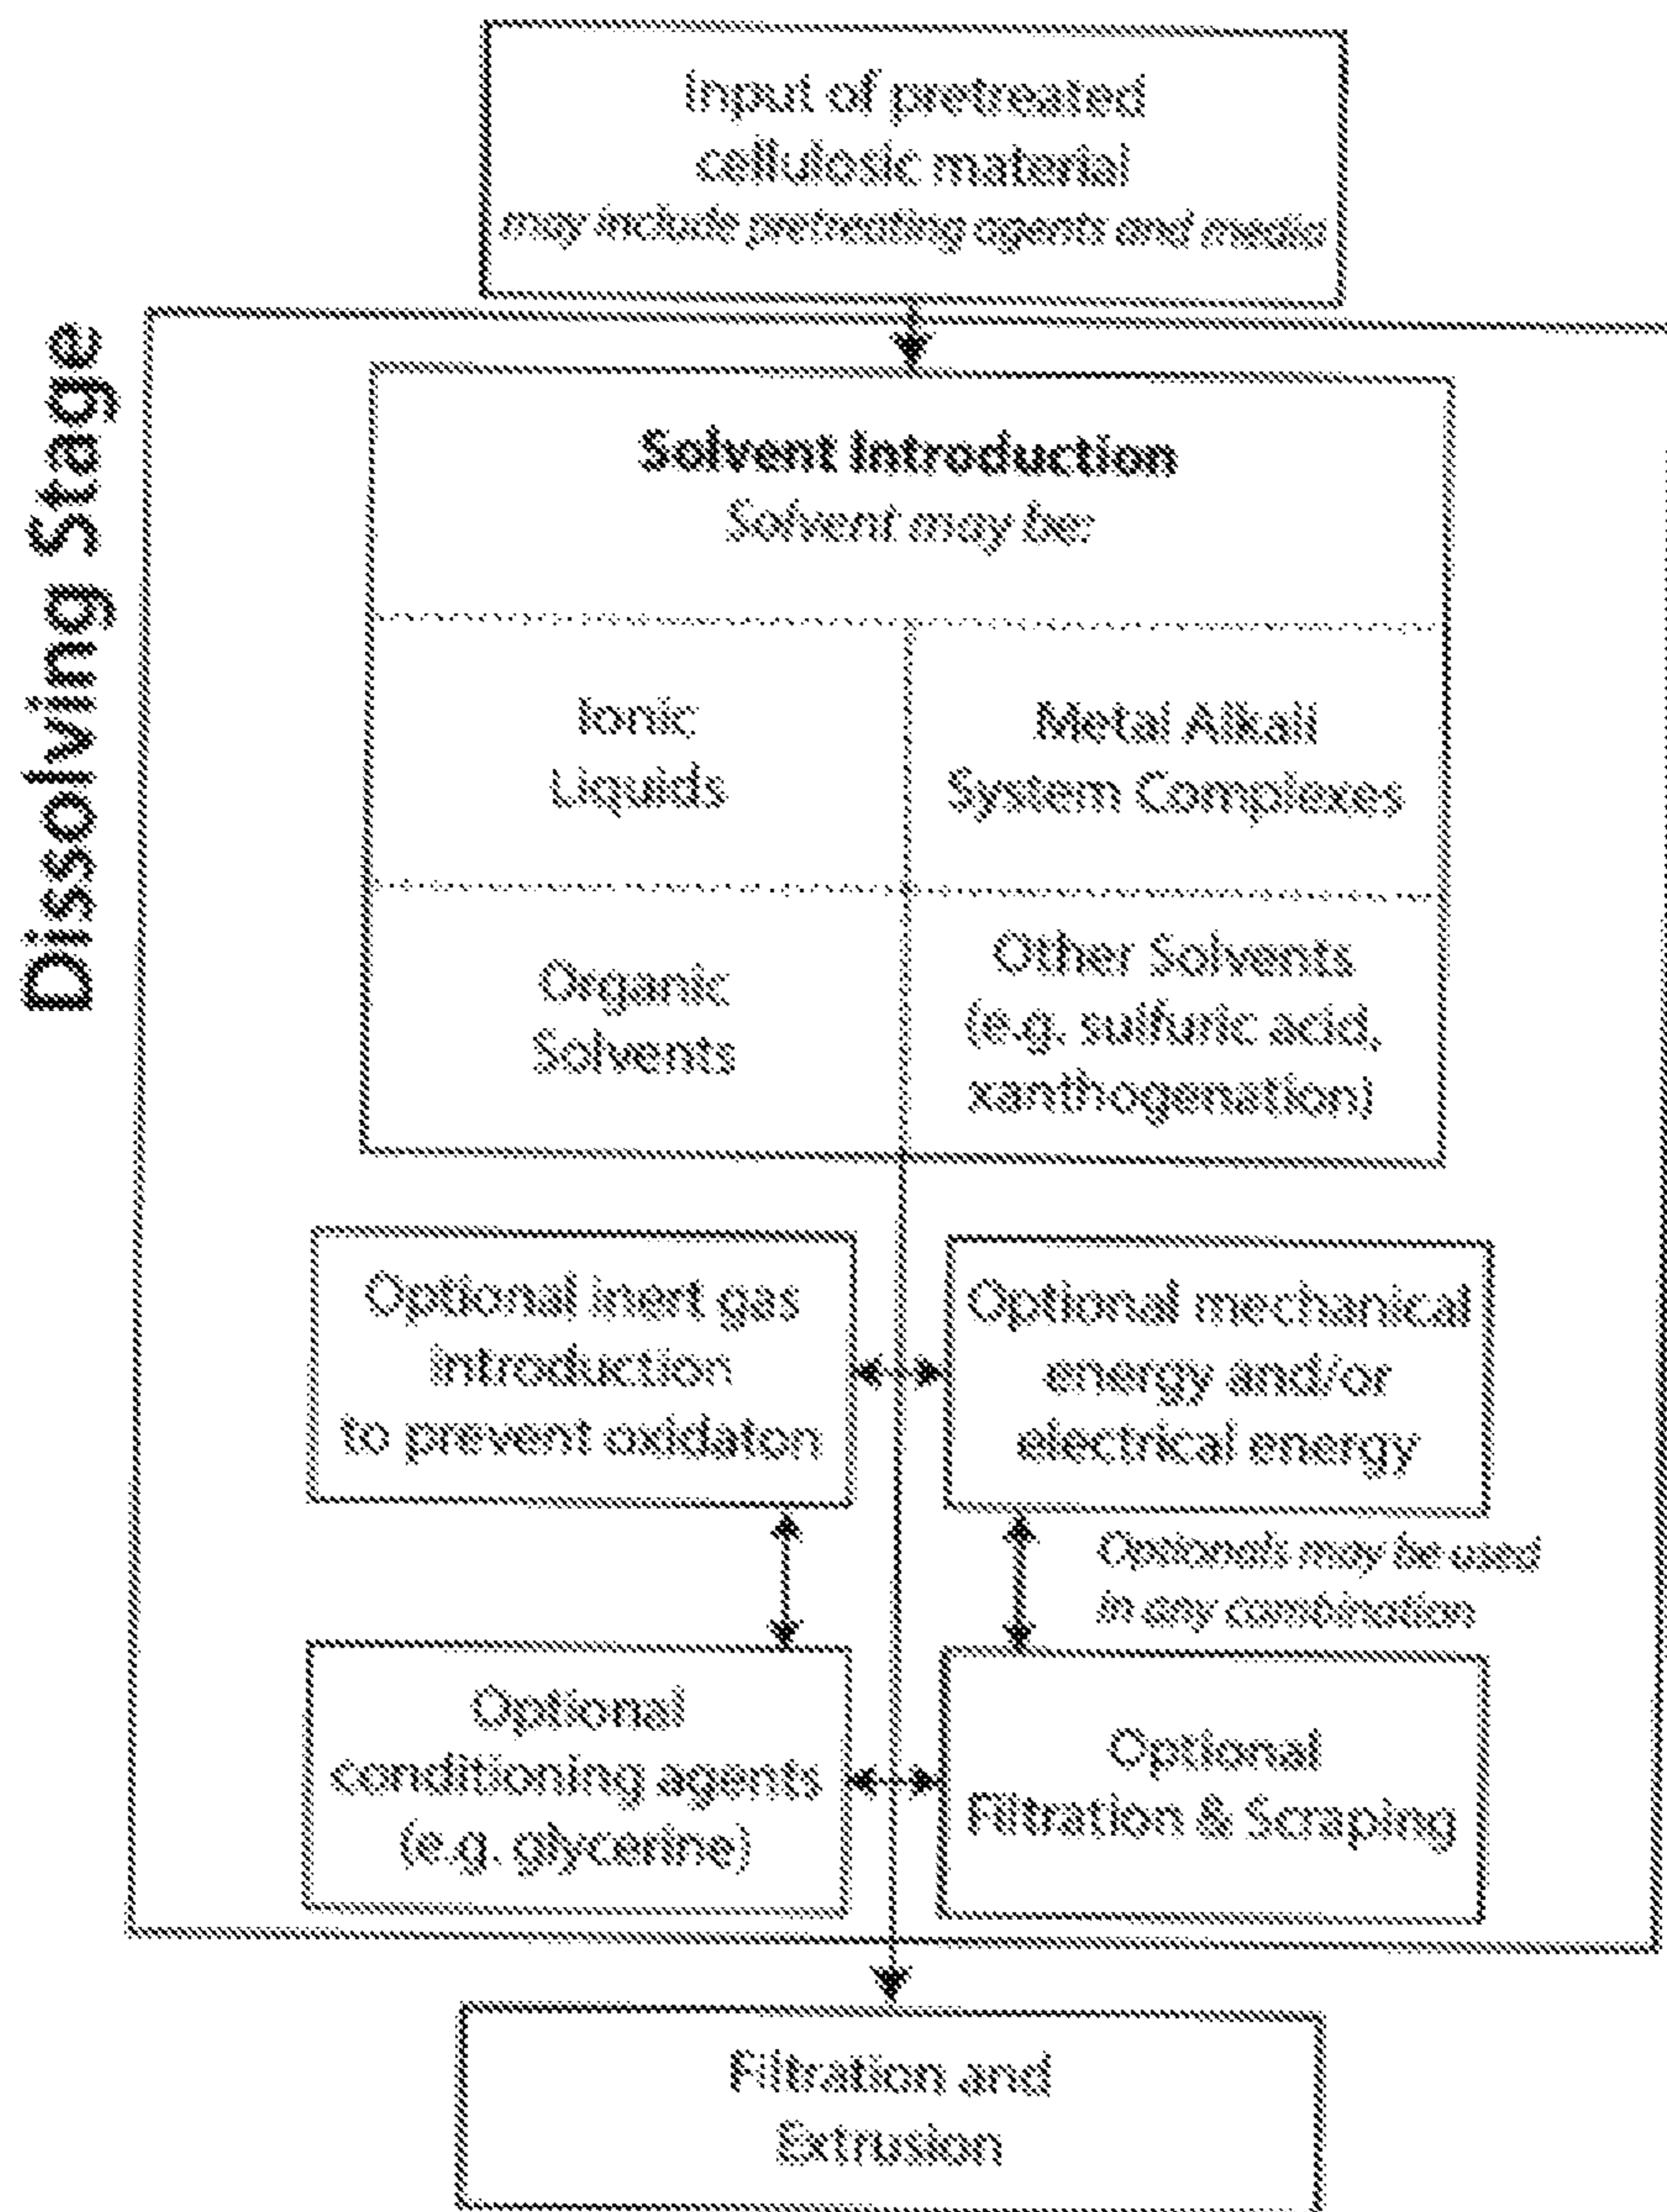 Input of pretreated
cellulosic material
may include pretreating agents and media
Dissolving Stage
Solvent Introduction
Solvent may be:
Ionic
Liquids
Metal Alkali
System Complexes
Organic
Solvents
Other Solvents
(e.g. sulfuric acid,
xanthogenation)
Optional inert gas
introduction
to prevent oxidaton
Optional mechanical
energy and/or
electrical energy
Optionals may be used
in any combination
Optional
conditioning agents
(e.g. glycerine)
Optional
Filtration & Scraping
Filtration and
Extrusion